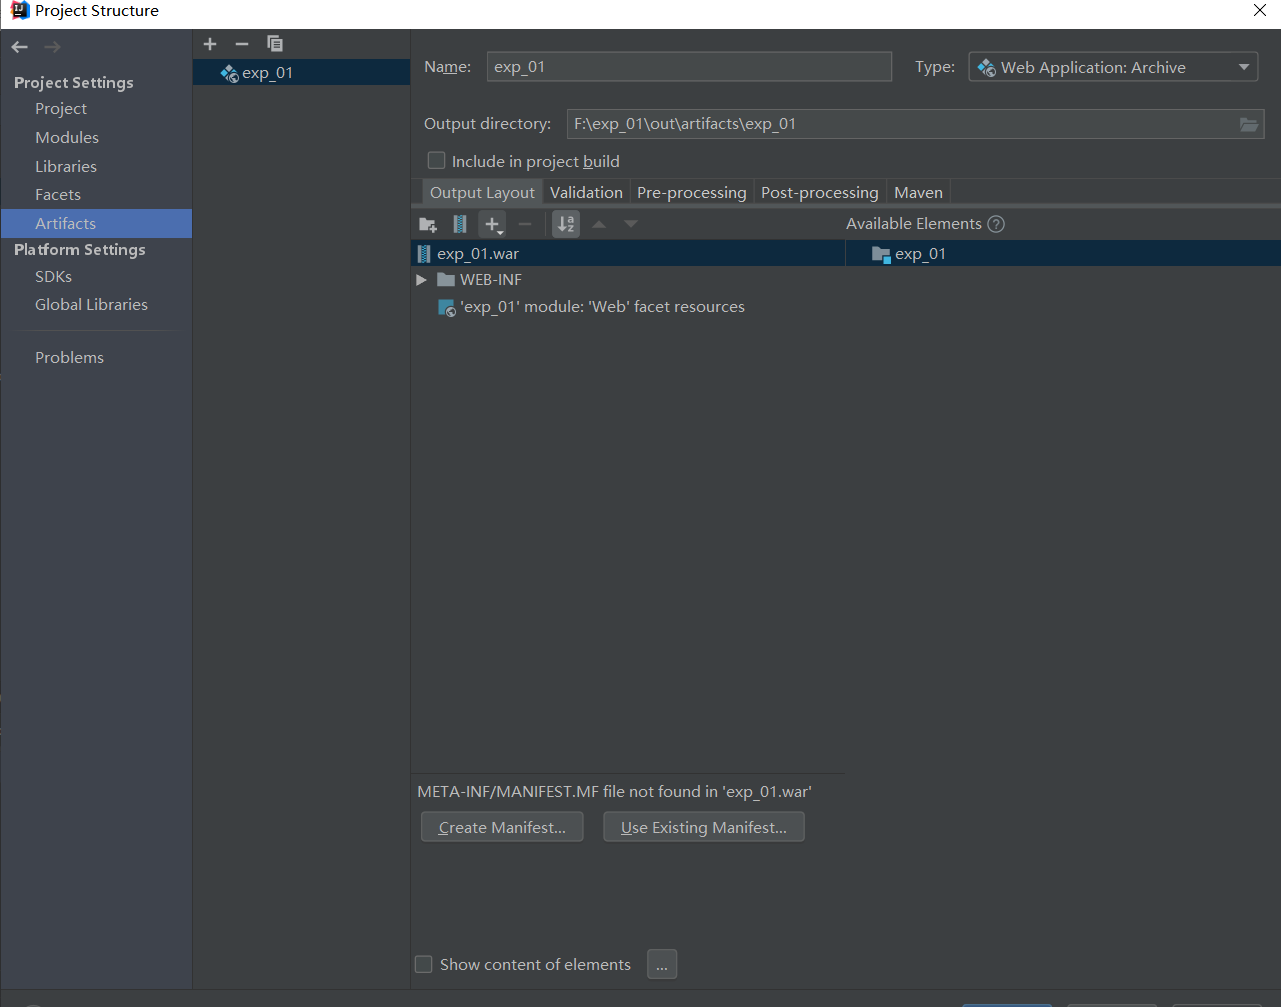 Project Structure
Project Settings
Project
Modules
Libraries
Facets
Artifacts
Platform Settings
SDKs
Global Libraries
Problems
exp_01
Name: exp_01 Type: Web Application: Archive
Output directory: F:\exp_01\out\artifacts\exp_01
Include in project build
Output Layout Validation Pre-processing Post-processing Maven
Available Elements ?
exp_01.war
exp_01
WEB-INF
'exp_01' module: 'Web' facet resources
META-INF/MANIFEST.MF file not found in 'exp_01.war'
Create Manifest... Use Existing Manifest...
Show content of elements ...